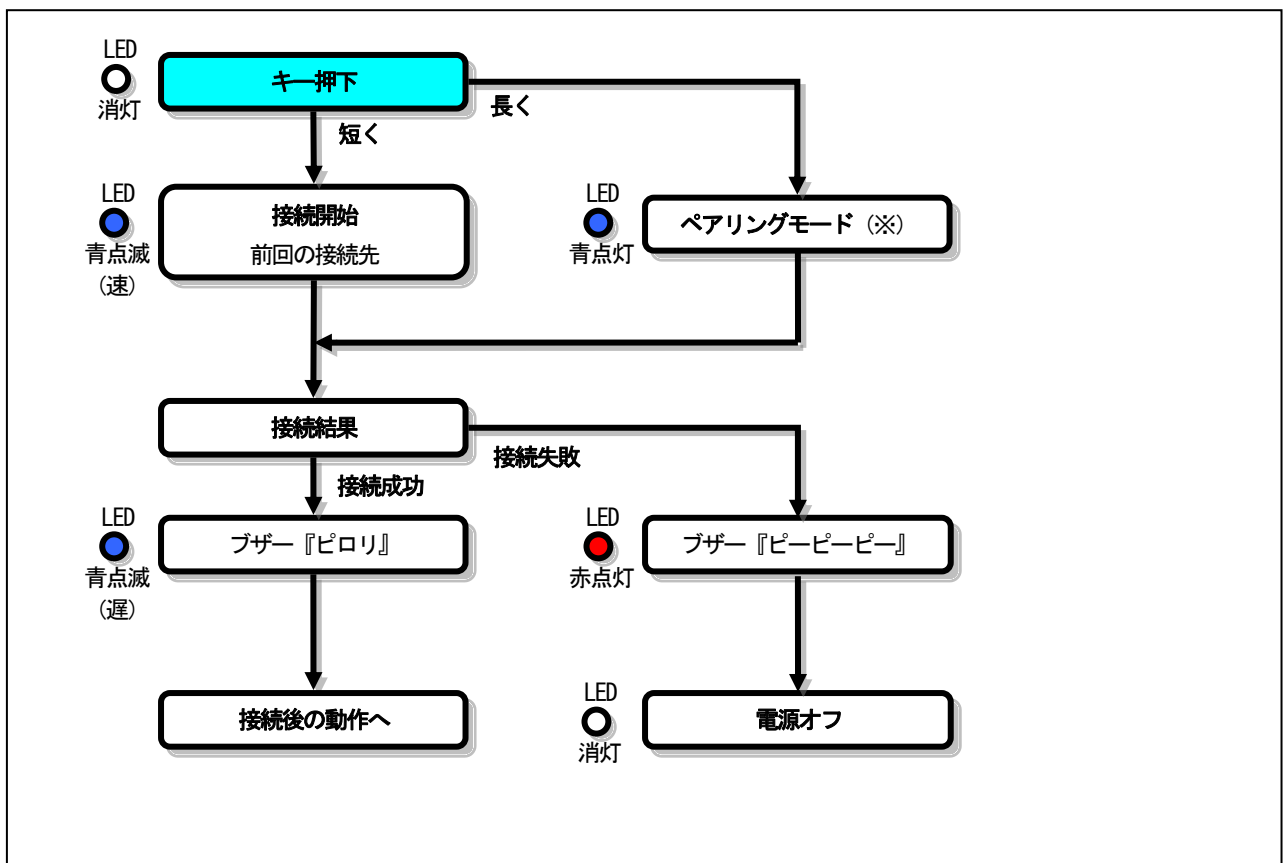 LED
消灯
キー押下
長く
短く
LED
青点滅
(速)
接続開始
前回の接続先
LED
青点灯
ペアリングモード (※)
接続結果
接続失敗
接続成功
LED
青点滅
(遅)
ブザー『ピロリ』
LED
赤点灯
ブザー『ピーピーピー』
接続後の動作へ
LED
消灯
電源オフ